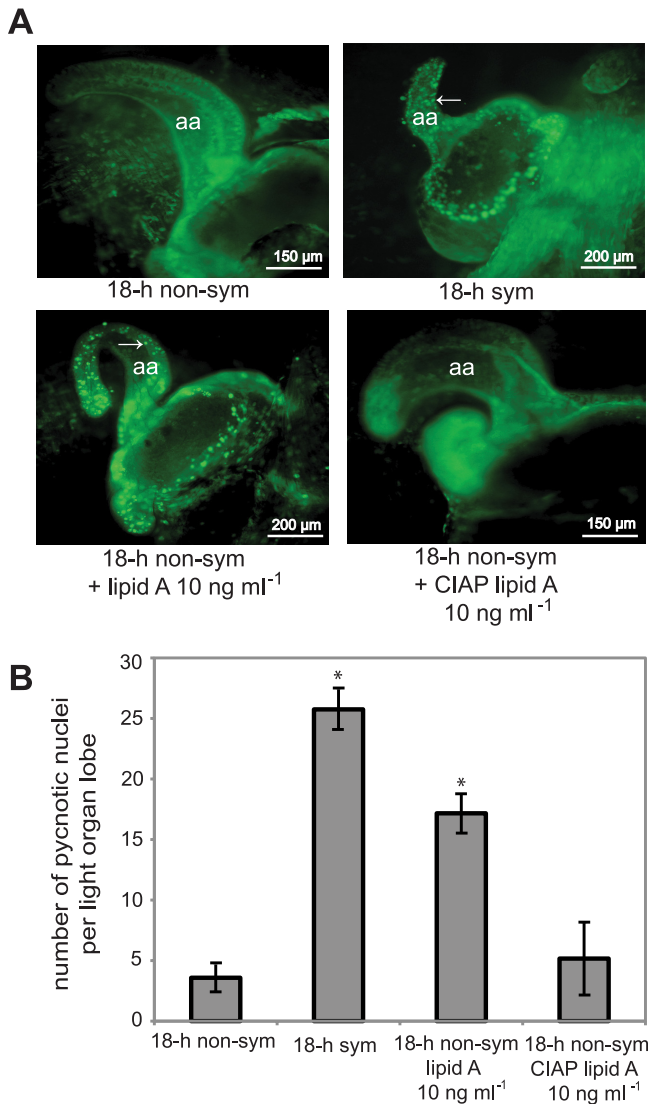 A
aa
150 µm
18-h non-sym
←
aa
200 µm
18-h sym
→
aa
200 µm
18-h non-sym
+ lipid A 10 ng ml⁻¹
aa
150 µm
18-h non-sym
+ CIAP lipid A
10 ng ml⁻¹
B
number of pycnotic nuclei
per light organ lobe
30
25
20
15
10
5
0
*
*
18-h non-sym
18-h sym
18-h non-sym
lipid A
10 ng ml⁻¹
18-h non-sym
CIAP lipid A
10 ng ml⁻¹